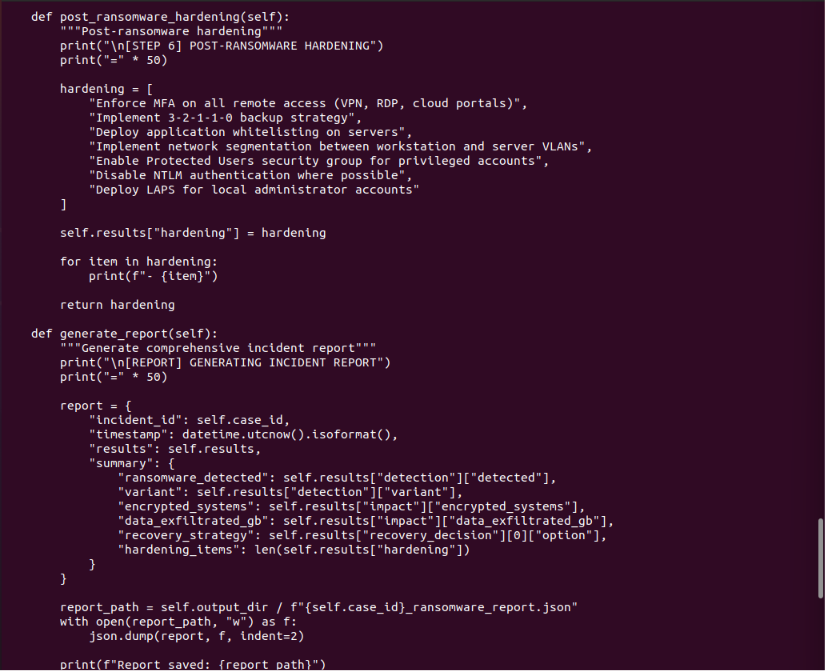 def post_ransomware_hardening(self):
    """Post-ransomware hardening"""
    print("\n[STEP 6] POST-RANSOMWARE HARDENING")
    print("=" * 50)

    hardening = [
        "Enforce MFA on all remote access (VPN, RDP, cloud portals)",
        "Implement 3-2-1-1-0 backup strategy",
        "Deploy application whitelisting on servers",
        "Implement network segmentation between workstation and server VLANs",
        "Enable Protected Users security group for privileged accounts",
        "Disable NTLM authentication where possible",
        "Deploy LAPS for local administrator accounts"
    ]

    self.results["hardening"] = hardening

    for item in hardening:
        print(f"- {item}")

    return hardening

def generate_report(self):
    """Generate comprehensive incident report"""
    print("\n[REPORT] GENERATING INCIDENT REPORT")
    print("=" * 50)

    report = {
        "incident_id": self.case_id,
        "timestamp": datetime.utcnow().isoformat(),
        "results": self.results,
        "summary": {
            "ransomware_detected": self.results["detection"]["detected"],
            "variant": self.results["detection"]["variant"],
            "encrypted_systems": self.results["impact"]["encrypted_systems"],
            "data_exfiltrated_gb": self.results["impact"]["data_exfiltrated_gb"],
            "recovery_strategy": self.results["recovery_decision"][0]["option"],
            "hardening_items": len(self.results["hardening"])
        }
    }

    report_path = self.output_dir / f"{self.case_id}_ransomware_report.json"
    with open(report_path, "w") as f:
        json.dump(report, f, indent=2)

    print(f"Report saved: {report_path}")